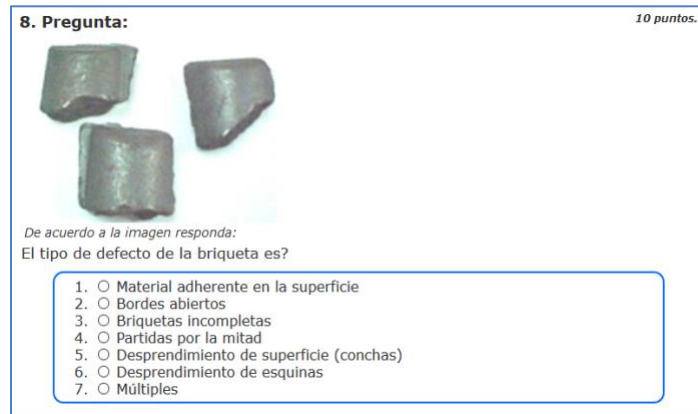 8. Pregunta:
10 puntos.
De acuerdo a la imagen responda:
El tipo de defecto de la briqueta es?
1. Material adherente en la superficie
2. Bordes abiertos
3. Briquetas incompletas
4. Partidas por la mitad
5. Desprendimiento de superficie (conchas)
6. Desprendimiento de esquinas
7. Múltiples